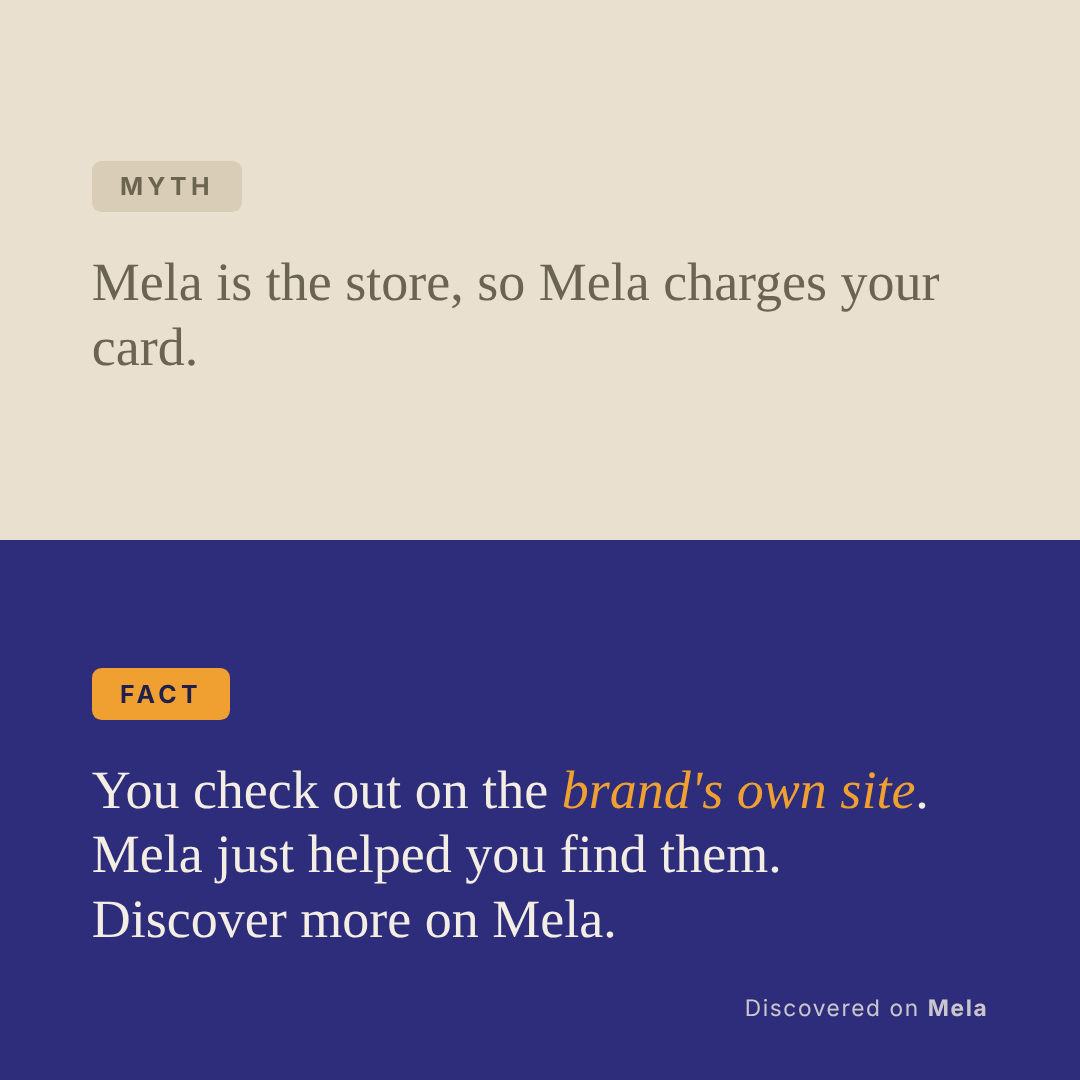 MYTH
Mela is the store, so Mela charges your
card.
FACT
You check out on the brand's own site.
Mela just helped you find them.
Discover more on Mela.
Discovered on Mela